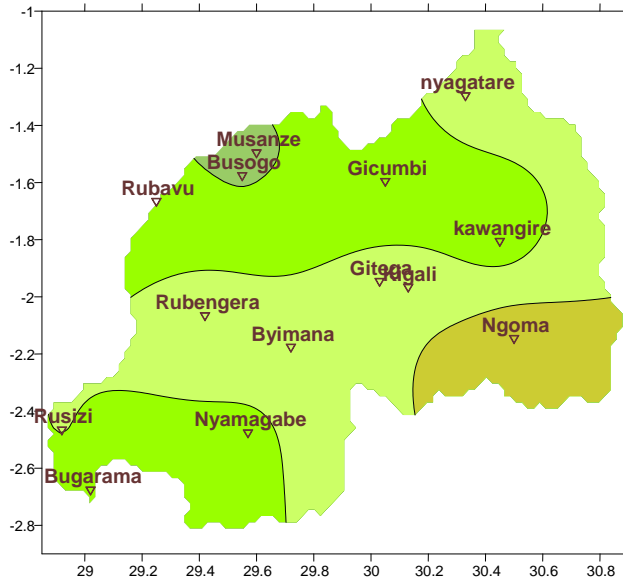 -1
nyagatare
-1.2
-1.4
Musanze
Busogo
Gicumbi
-1.6
Rubavu
kawangire
-1.8
Gitega
Kigali
-2
Rubengera
Ngoma
Byimana
-2.2
-2.4
Rusizi
Nyamagabe
Bugarama
-2.6
-2.8
29 29.2 29.4 29.6 29.8 30 30.2 30.4 30.6 30.8